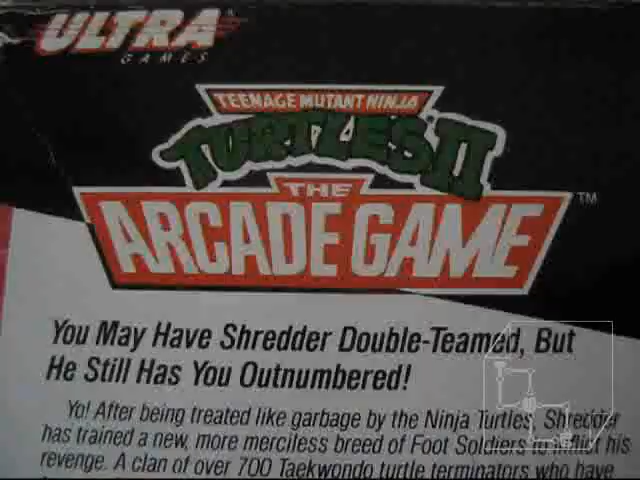 ULTRA
GAMES
TEENAGE MUTANT NINJA
TURTLES II
THE
ARCADE GAME™
You May Have Shredder Double-Teamed, But
He Still Has You Outnumbered!
Yo! After being treated like garbage by the Ninja Turtles, Shredder
has trained a new, more merciless breed of Foot Soldiers to inflict his
revenge. A clan of over 700 Taekwondo turtle terminators who have